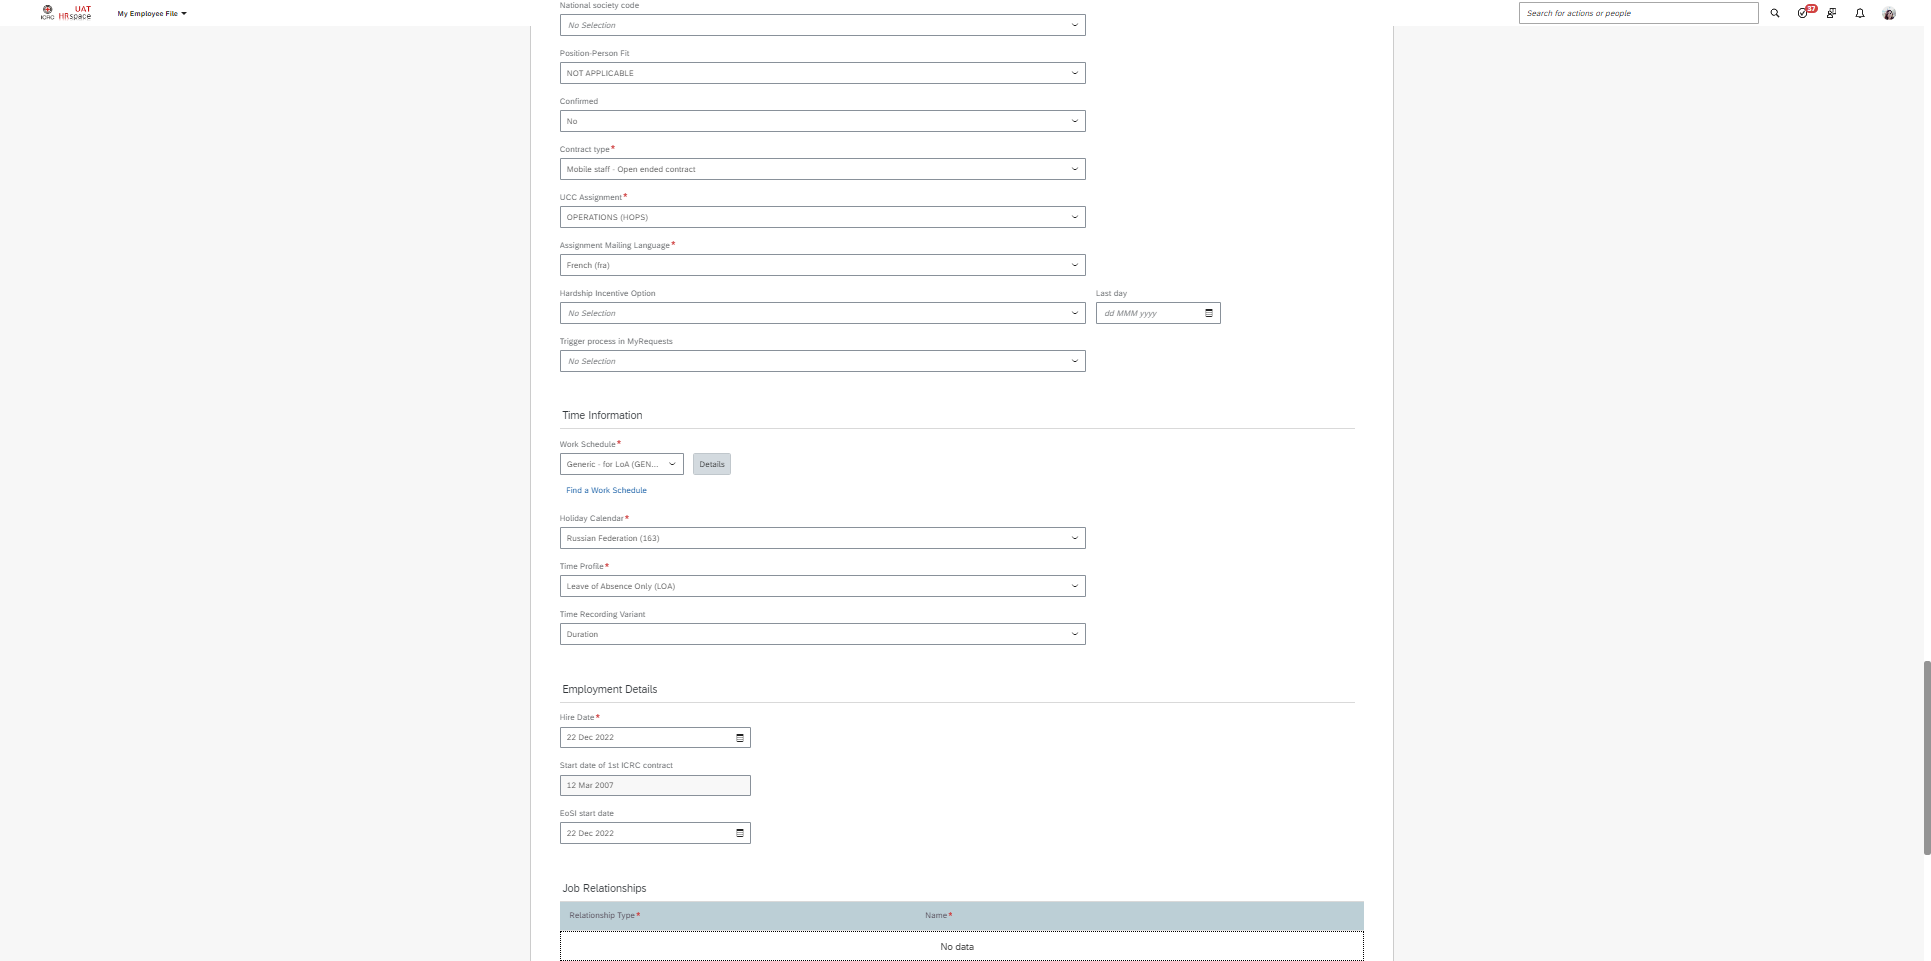 ICRC
UAT
HRspace
My Employee File
Search for actions or people
37
National society code
No Selection
Position-Person Fit
NOT APPLICABLE
Confirmed
No
Contract type*
Mobile staff - Open ended contract
UCC Assignment*
OPERATIONS (HOPS)
Assignment Mailing Language*
French (fra)
Hardship Incentive Option
Last day
No Selection
dd MMM yyyy
Trigger process in MyRequests
No Selection
Time Information
Work Schedule*
Generic - for LoA (GEN...
Details
Find a Work Schedule
Holiday Calendar*
Russian Federation (163)
Time Profile*
Leave of Absence Only (LOA)
Time Recording Variant
Duration
Employment Details
Hire Date*
22 Dec 2022
Start date of 1st ICRC contract
12 Mar 2007
EoSI start date
22 Dec 2022
Job Relationships
Relationship Type*
Name*
No data